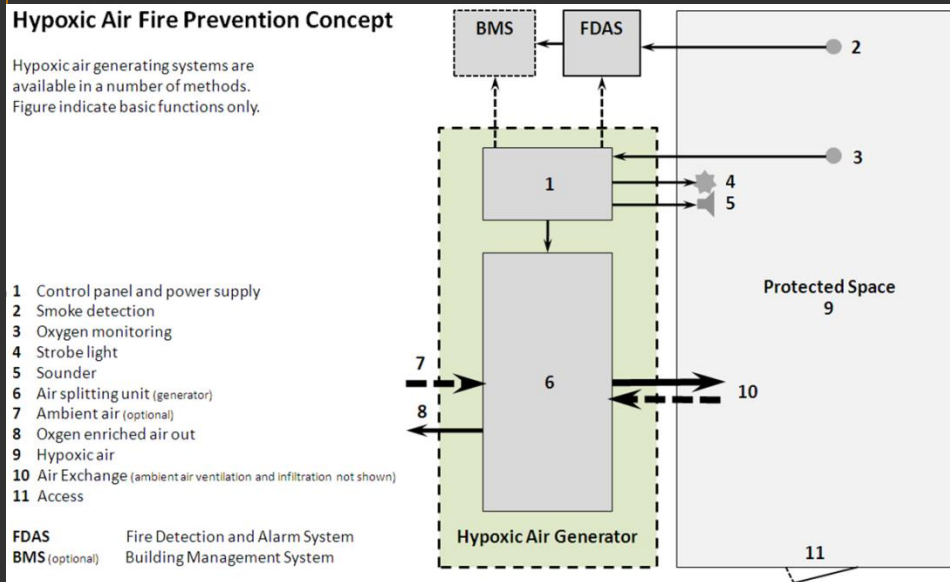 Hypoxic Air Fire Prevention Concept
Hypoxic air generating systems are
available in a number of methods.
Figure indicate basic functions only.
BMS
FDAS
2
3
1
4
5
Protected Space
9
7
6
10
8
Hypoxic Air Generator
11
1 Control panel and power supply
2 Smoke detection
3 Oxygen monitoring
4 Strobe light
5 Sounder
6 Air splitting unit (generator)
7 Ambient air (optional)
8 Oxgen enriched air out
9 Hypoxic air
10 Air Exchange (ambient air ventilation and infiltration not shown)
11 Access
FDAS Fire Detection and Alarm System
BMS (optional) Building Management System